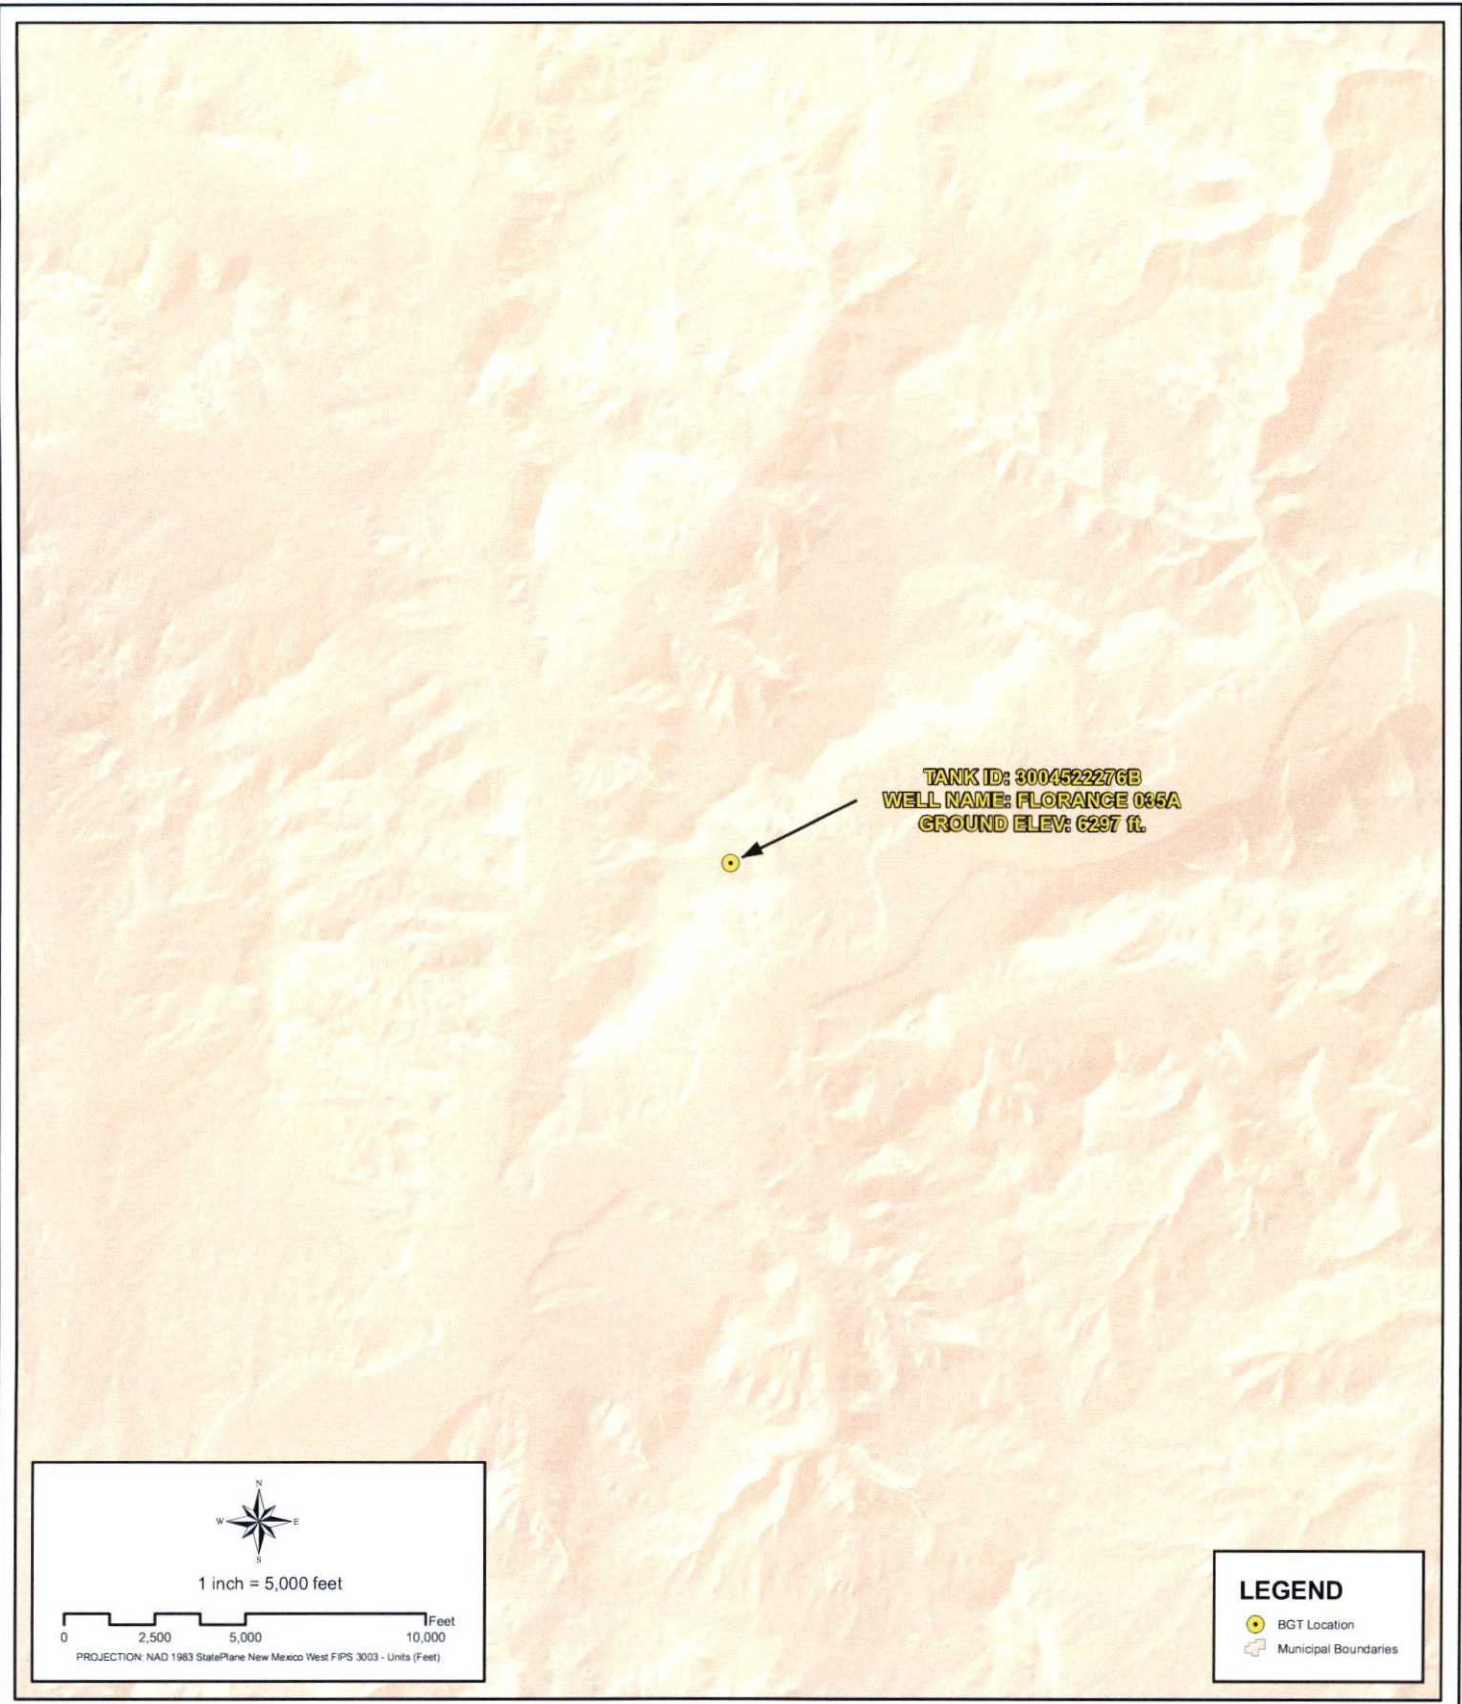 TANK ID: 3004522276B
WELL NAME: FLORANCE 035A
GROUND ELEV: 6297 ft.
N
W E
S
1 inch = 5,000 feet
Feet
0 2,500 5,000 10,000
PROJECTION: NAD 1983 StatePlane New Mexico West FIPS 3003 - Units (Feet)
LEGEND
BGT Location
Municipal Boundaries